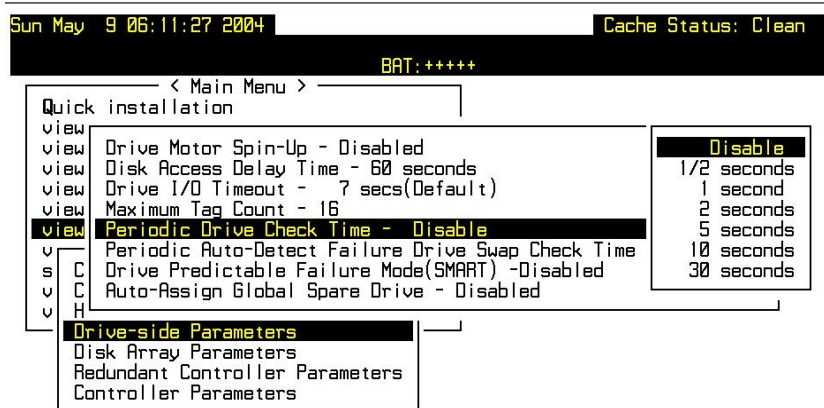 Sun May 9 06:11:27 2004 Cache Status: Clean
BAT:+++++
< Main Menu >
Quick installation
view
view Drive Motor Spin-Up - Disabled Disable
view Disk Access Delay Time - 60 seconds 1/2 seconds
view Drive I/O Timeout - 7 secs(Default) 1 second
view Maximum Tag Count - 16 2 seconds
view Periodic Drive Check Time - Disable 5 seconds
v Periodic Auto-Detect Failure Drive Swap Check Time 10 seconds
s C Drive Predictable Failure Mode(SMART) -Disabled 30 seconds
v C Auto-Assign Global Spare Drive - Disabled
v H
Drive-side Parameters
Disk Array Parameters
Redundant Controller Parameters
Controller Parameters